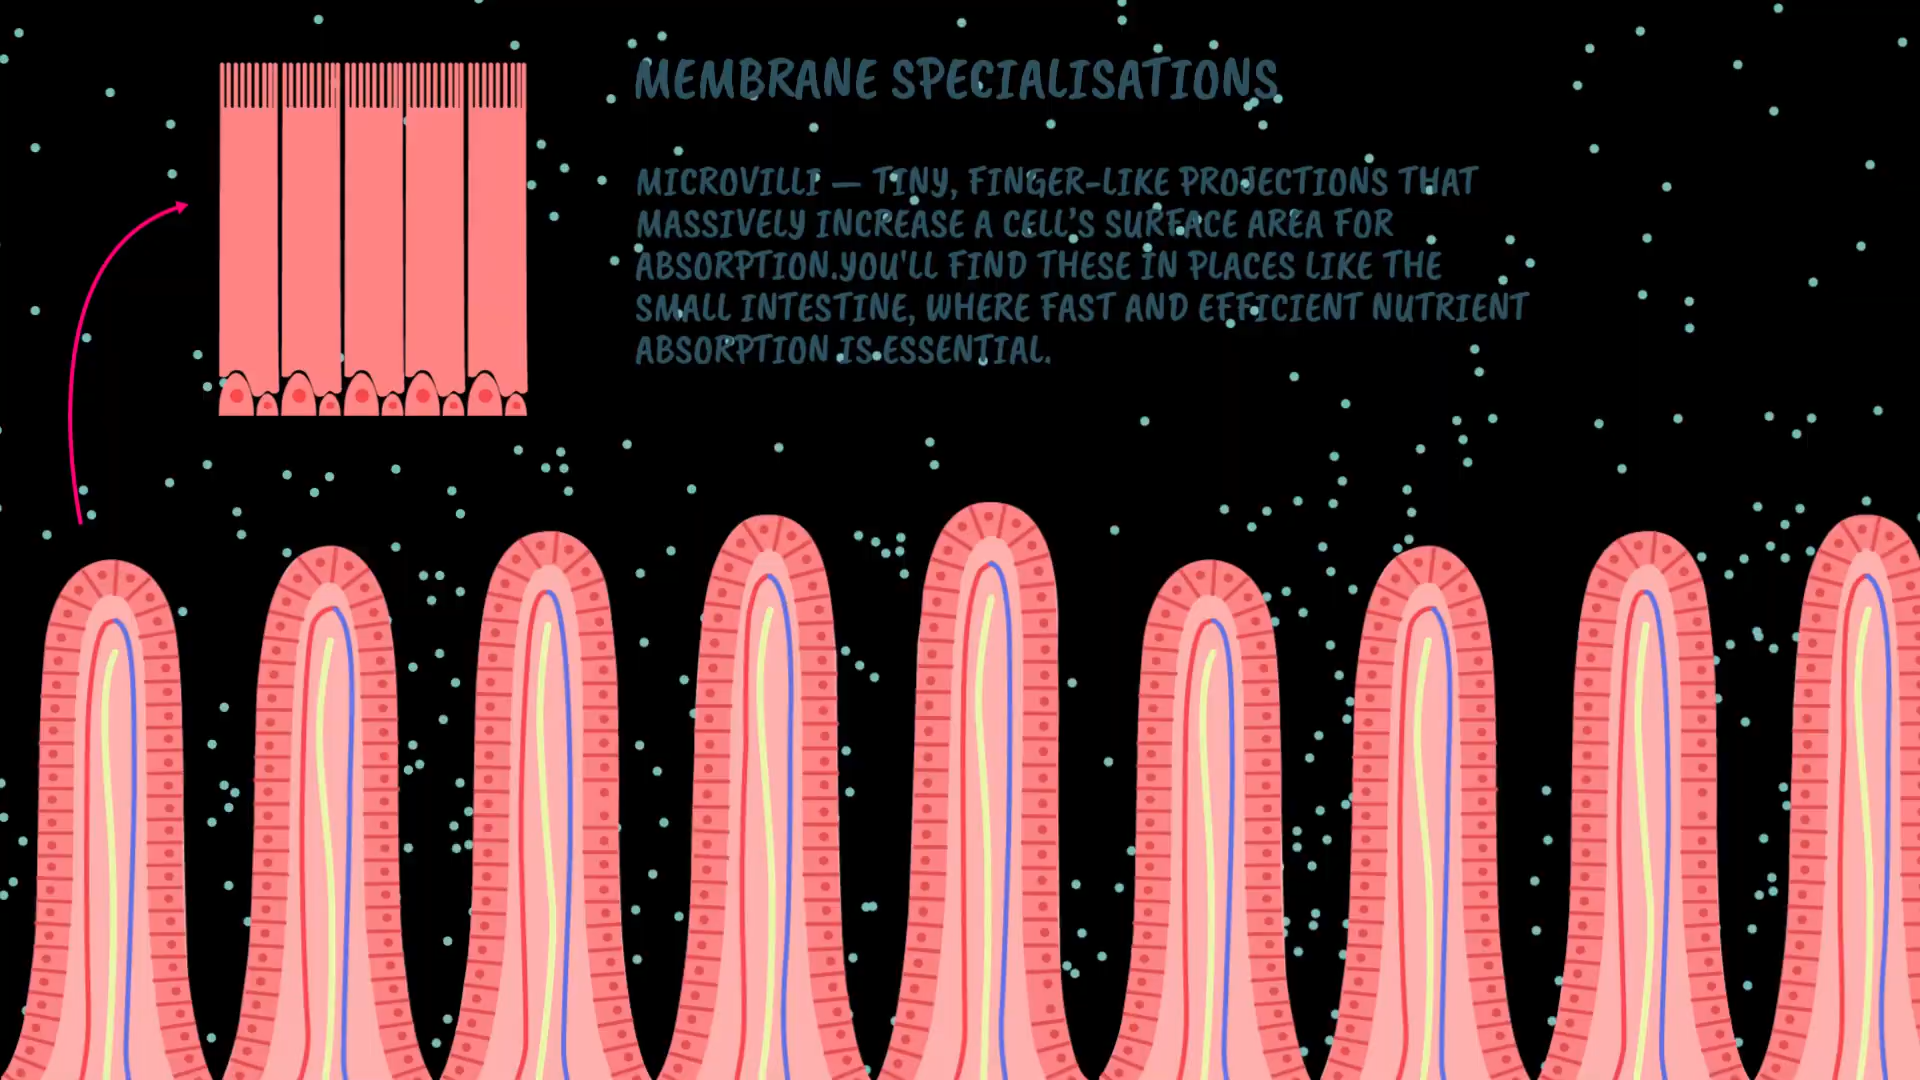 MEMBRANE SPECIALISATIONS
MICROVILLI — TINY, FINGER-LIKE PROJECTIONS THAT
MASSIVELY INCREASE A CELL'S SURFACE AREA FOR
ABSORPTION.YOU'LL FIND THESE IN PLACES LIKE THE
SMALL INTESTINE, WHERE FAST AND EFFICIENT NUTRIENT
ABSORPTION IS ESSENTIAL.